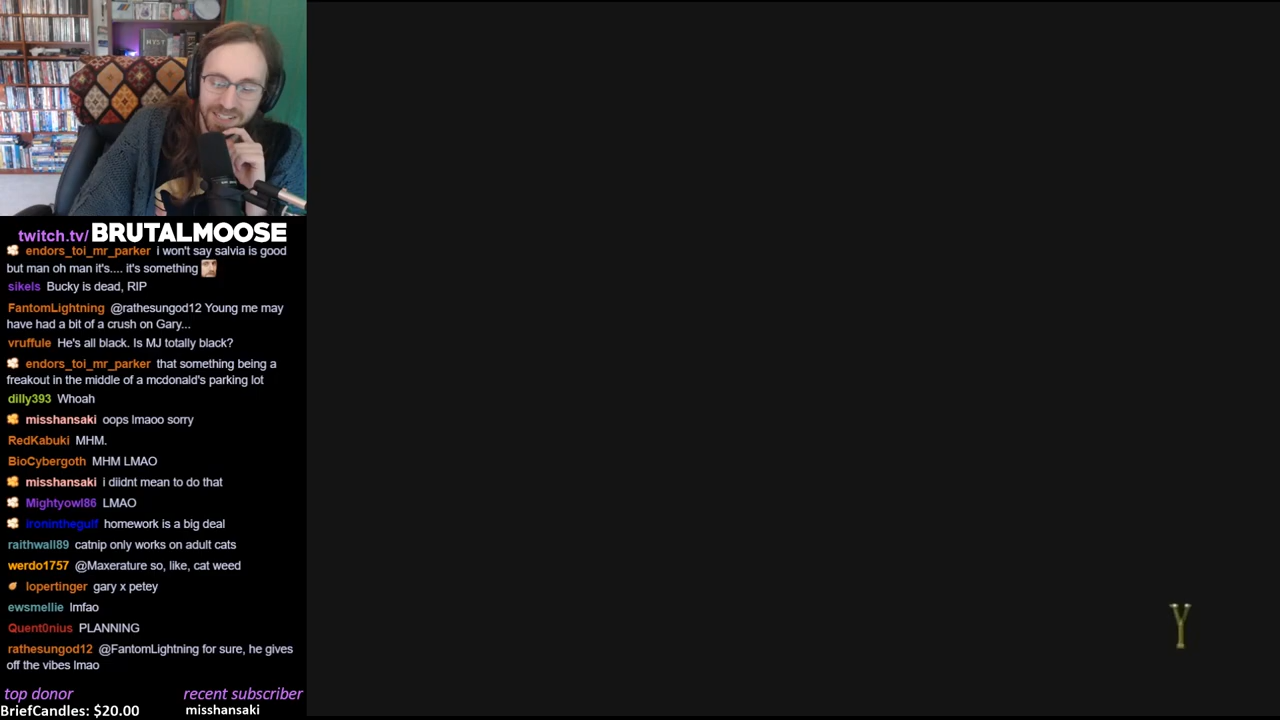 MYST
twitch.tv/BRUTALMOOSE
endors_toi_mr_parker i won't say salvia is good
but man oh man it's.... it's something
sikels Bucky is dead, RIP
FantomLightning @rathesungod12 Young me may
have had a bit of a crush on Gary...
vruffule He's all black. Is MJ totally black?
endors_toi_mr_parker that something being a
freakout in the middle of a mcdonald's parking lot
dilly393 Whoah
misshansaki oops lmaoo sorry
RedKabuki MHM.
BioCybergoth MHM LMAO
misshansaki i diidnt mean to do that
Mightyowl86 LMAO
ironinthegulf homework is a big deal
raithwall89 catnip only works on adult cats
werdo1757 @Maxerature so, like, cat weed
lopertinger gary x petey
ewsmellie lmfao
Quent0nius PLANNING
rathesungod12 @FantomLightning for sure, he gives
off the vibes lmao
top donor recent subscriber
BriefCandles: $20.00 misshansaki
Y